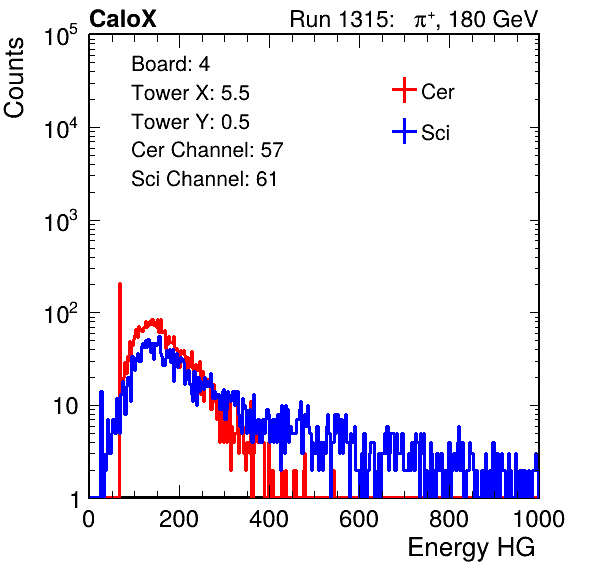 CaloX Run 1315: π⁺, 180 GeV
Counts
10⁵
10⁴
10³
10²
10
1
Board: 4
Tower X: 5.5
Tower Y: 0.5
Cer Channel: 57
Sci Channel: 61
Cer
Sci
0 200 400 600 800 1000
Energy HG